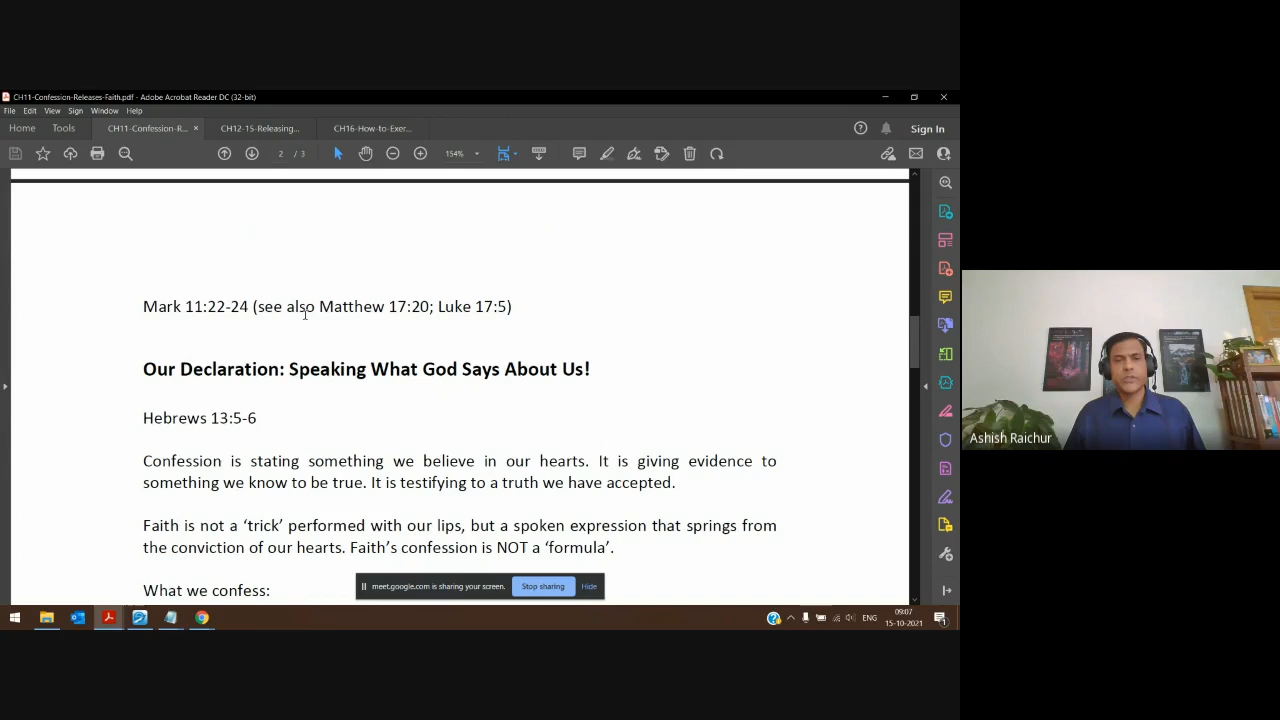 CH11-Confession-Releases-Faith.pdf - Adobe Acrobat Reader DC (32-bit)
File Edit View Sign Window Help
Home Tools CH11-Confession-R... × CH12-15-Releasing... CH16-How-to-Exer... Sign In
2 / 3 154%
Mark 11:22-24 (see also Matthew 17:20; Luke 17:5)
Our Declaration: Speaking What God Says About Us!
Hebrews 13:5-6
Confession is stating something we believe in our hearts. It is giving evidence to
something we know to be true. It is testifying to a truth we have accepted.
Faith is not a ‘trick’ performed with our lips, but a spoken expression that springs from
the conviction of our hearts. Faith’s confession is NOT a ‘formula’.
What we confess:
meet.google.com is sharing your screen. Stop sharing Hide
Ashish Raichur
ENG 09:07
15-10-2021